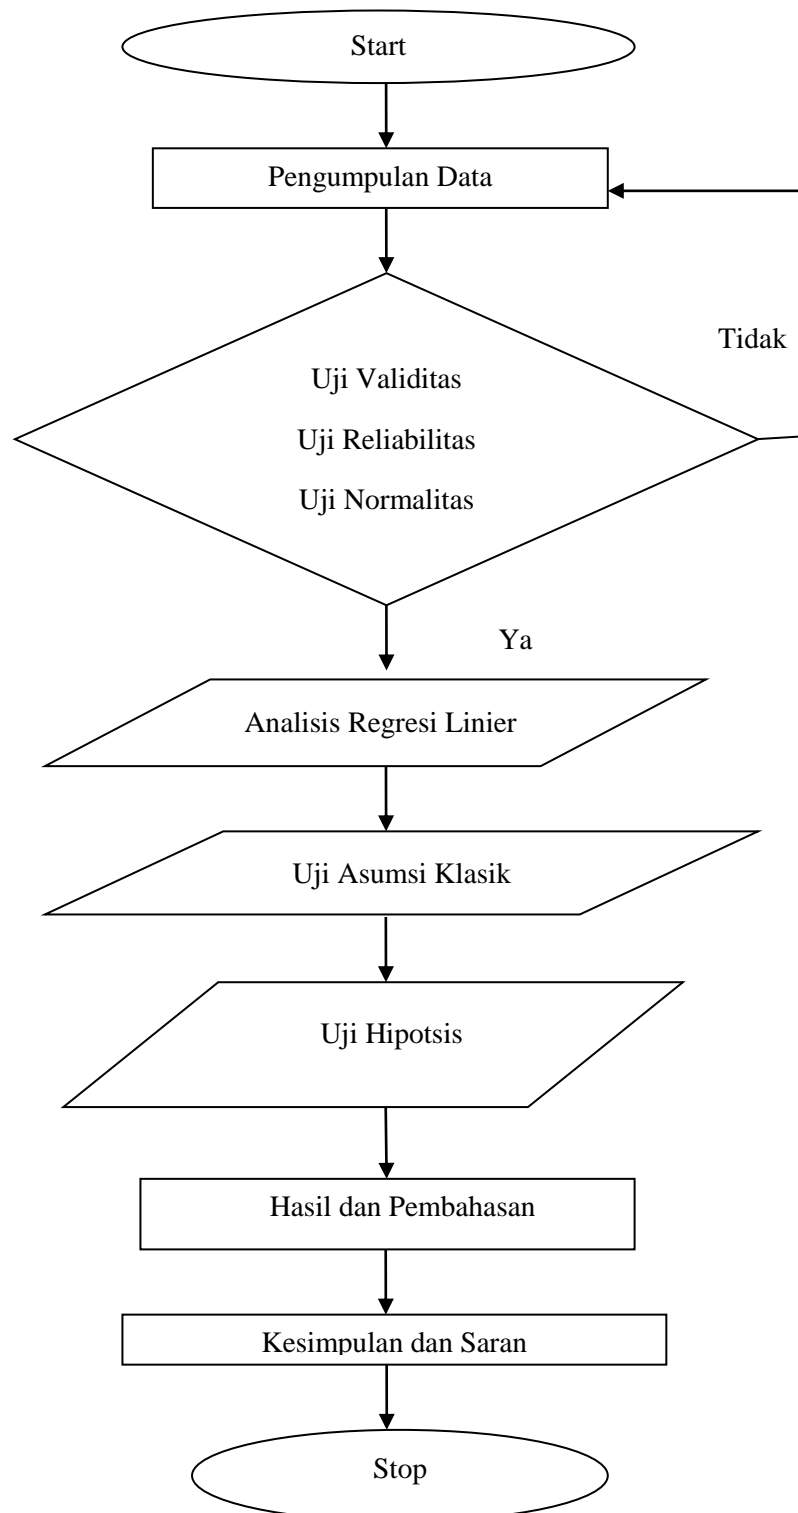 Start
Pengumpulan Data
Tidak
Uji Validitas
Uji Reliabilitas
Uji Normalitas
Ya
Analisis Regresi Linier
Uji Asumsi Klasik
Uji Hipotsis
Hasil dan Pembahasan
Kesimpulan dan Saran
Stop